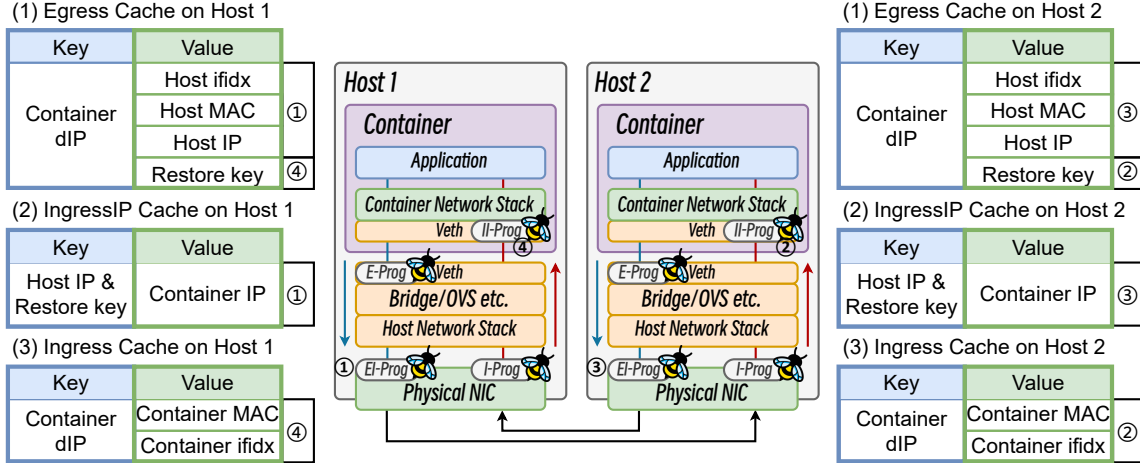 (1) Egress Cache on Host 1
Key
Value
Container
dIP
Host ifidx
Host MAC
Host IP
Restore key
①
④
(2) IngressIP Cache on Host 1
Key
Value
Host IP &
Restore key
Container IP
①
(3) Ingress Cache on Host 1
Key
Value
Container
dIP
Container MAC
Container ifidx
④
Host 1
Container
Application
Container Network Stack
Veth
II-Prog
④
E-Prog
Veth
Bridge/OVS etc.
Host Network Stack
①
EI-Prog
I-Prog
Physical NIC
Host 2
Container
Application
Container Network Stack
Veth
II-Prog
②
E-Prog
Veth
Bridge/OVS etc.
Host Network Stack
③
EI-Prog
I-Prog
Physical NIC
(1) Egress Cache on Host 2
Key
Value
Container
dIP
Host ifidx
Host MAC
Host IP
Restore key
③
②
(2) IngressIP Cache on Host 2
Key
Value
Host IP &
Restore key
Container IP
③
(3) Ingress Cache on Host 2
Key
Value
Container
dIP
Container MAC
Container ifidx
②